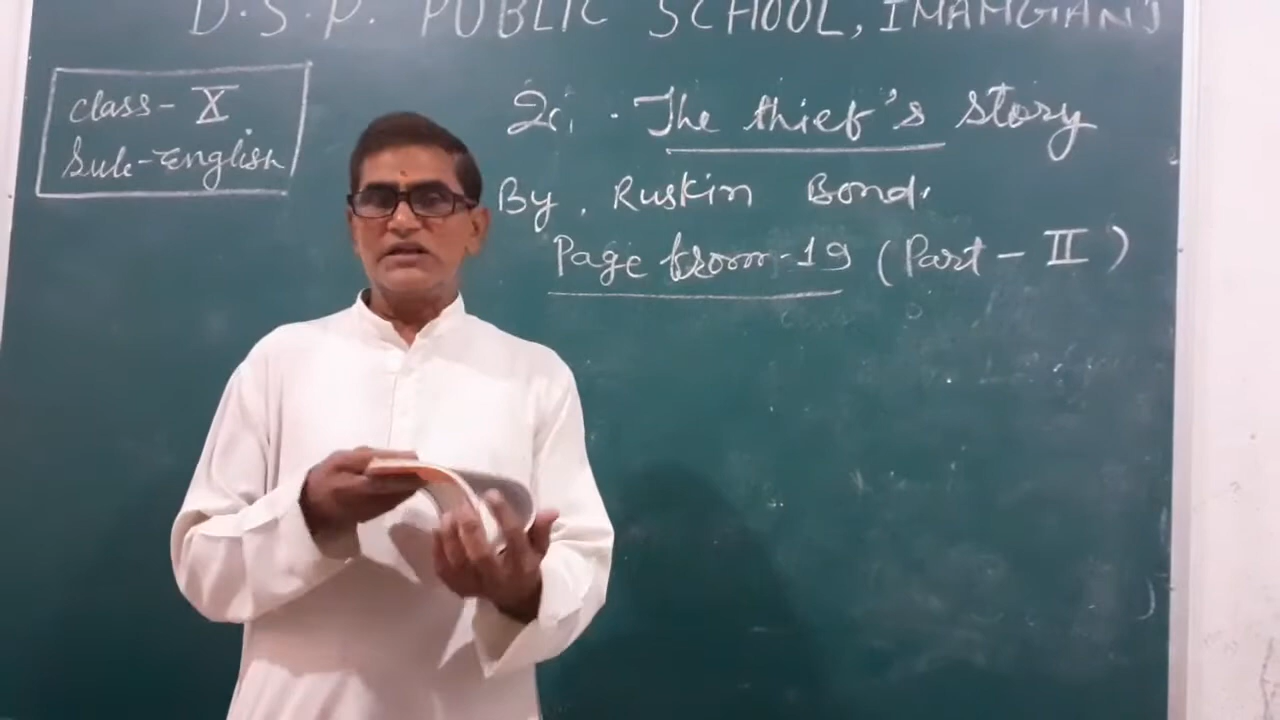 D.S.P. PUBLIC SCHOOL, IMAMGANJ
class- X
Sub-English
2. The thief's story
By, Ruskin Bond.
Page from-19 (Part-II)